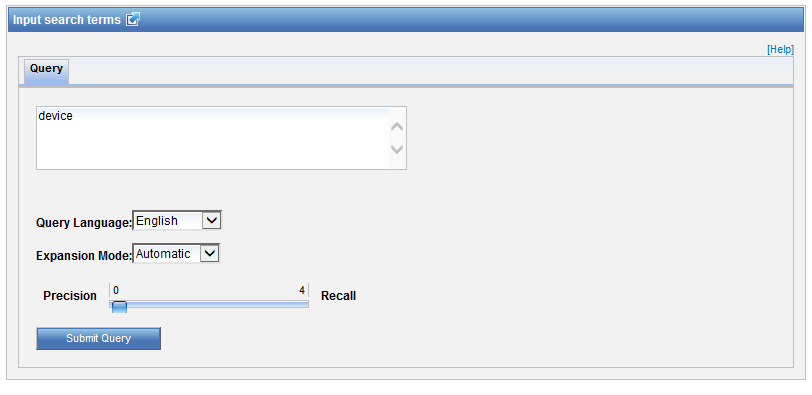 Input search terms
[Help]
Query
device
Query Language: English
Expansion Mode: Automatic
0 4
Precision Recall
Submit Query